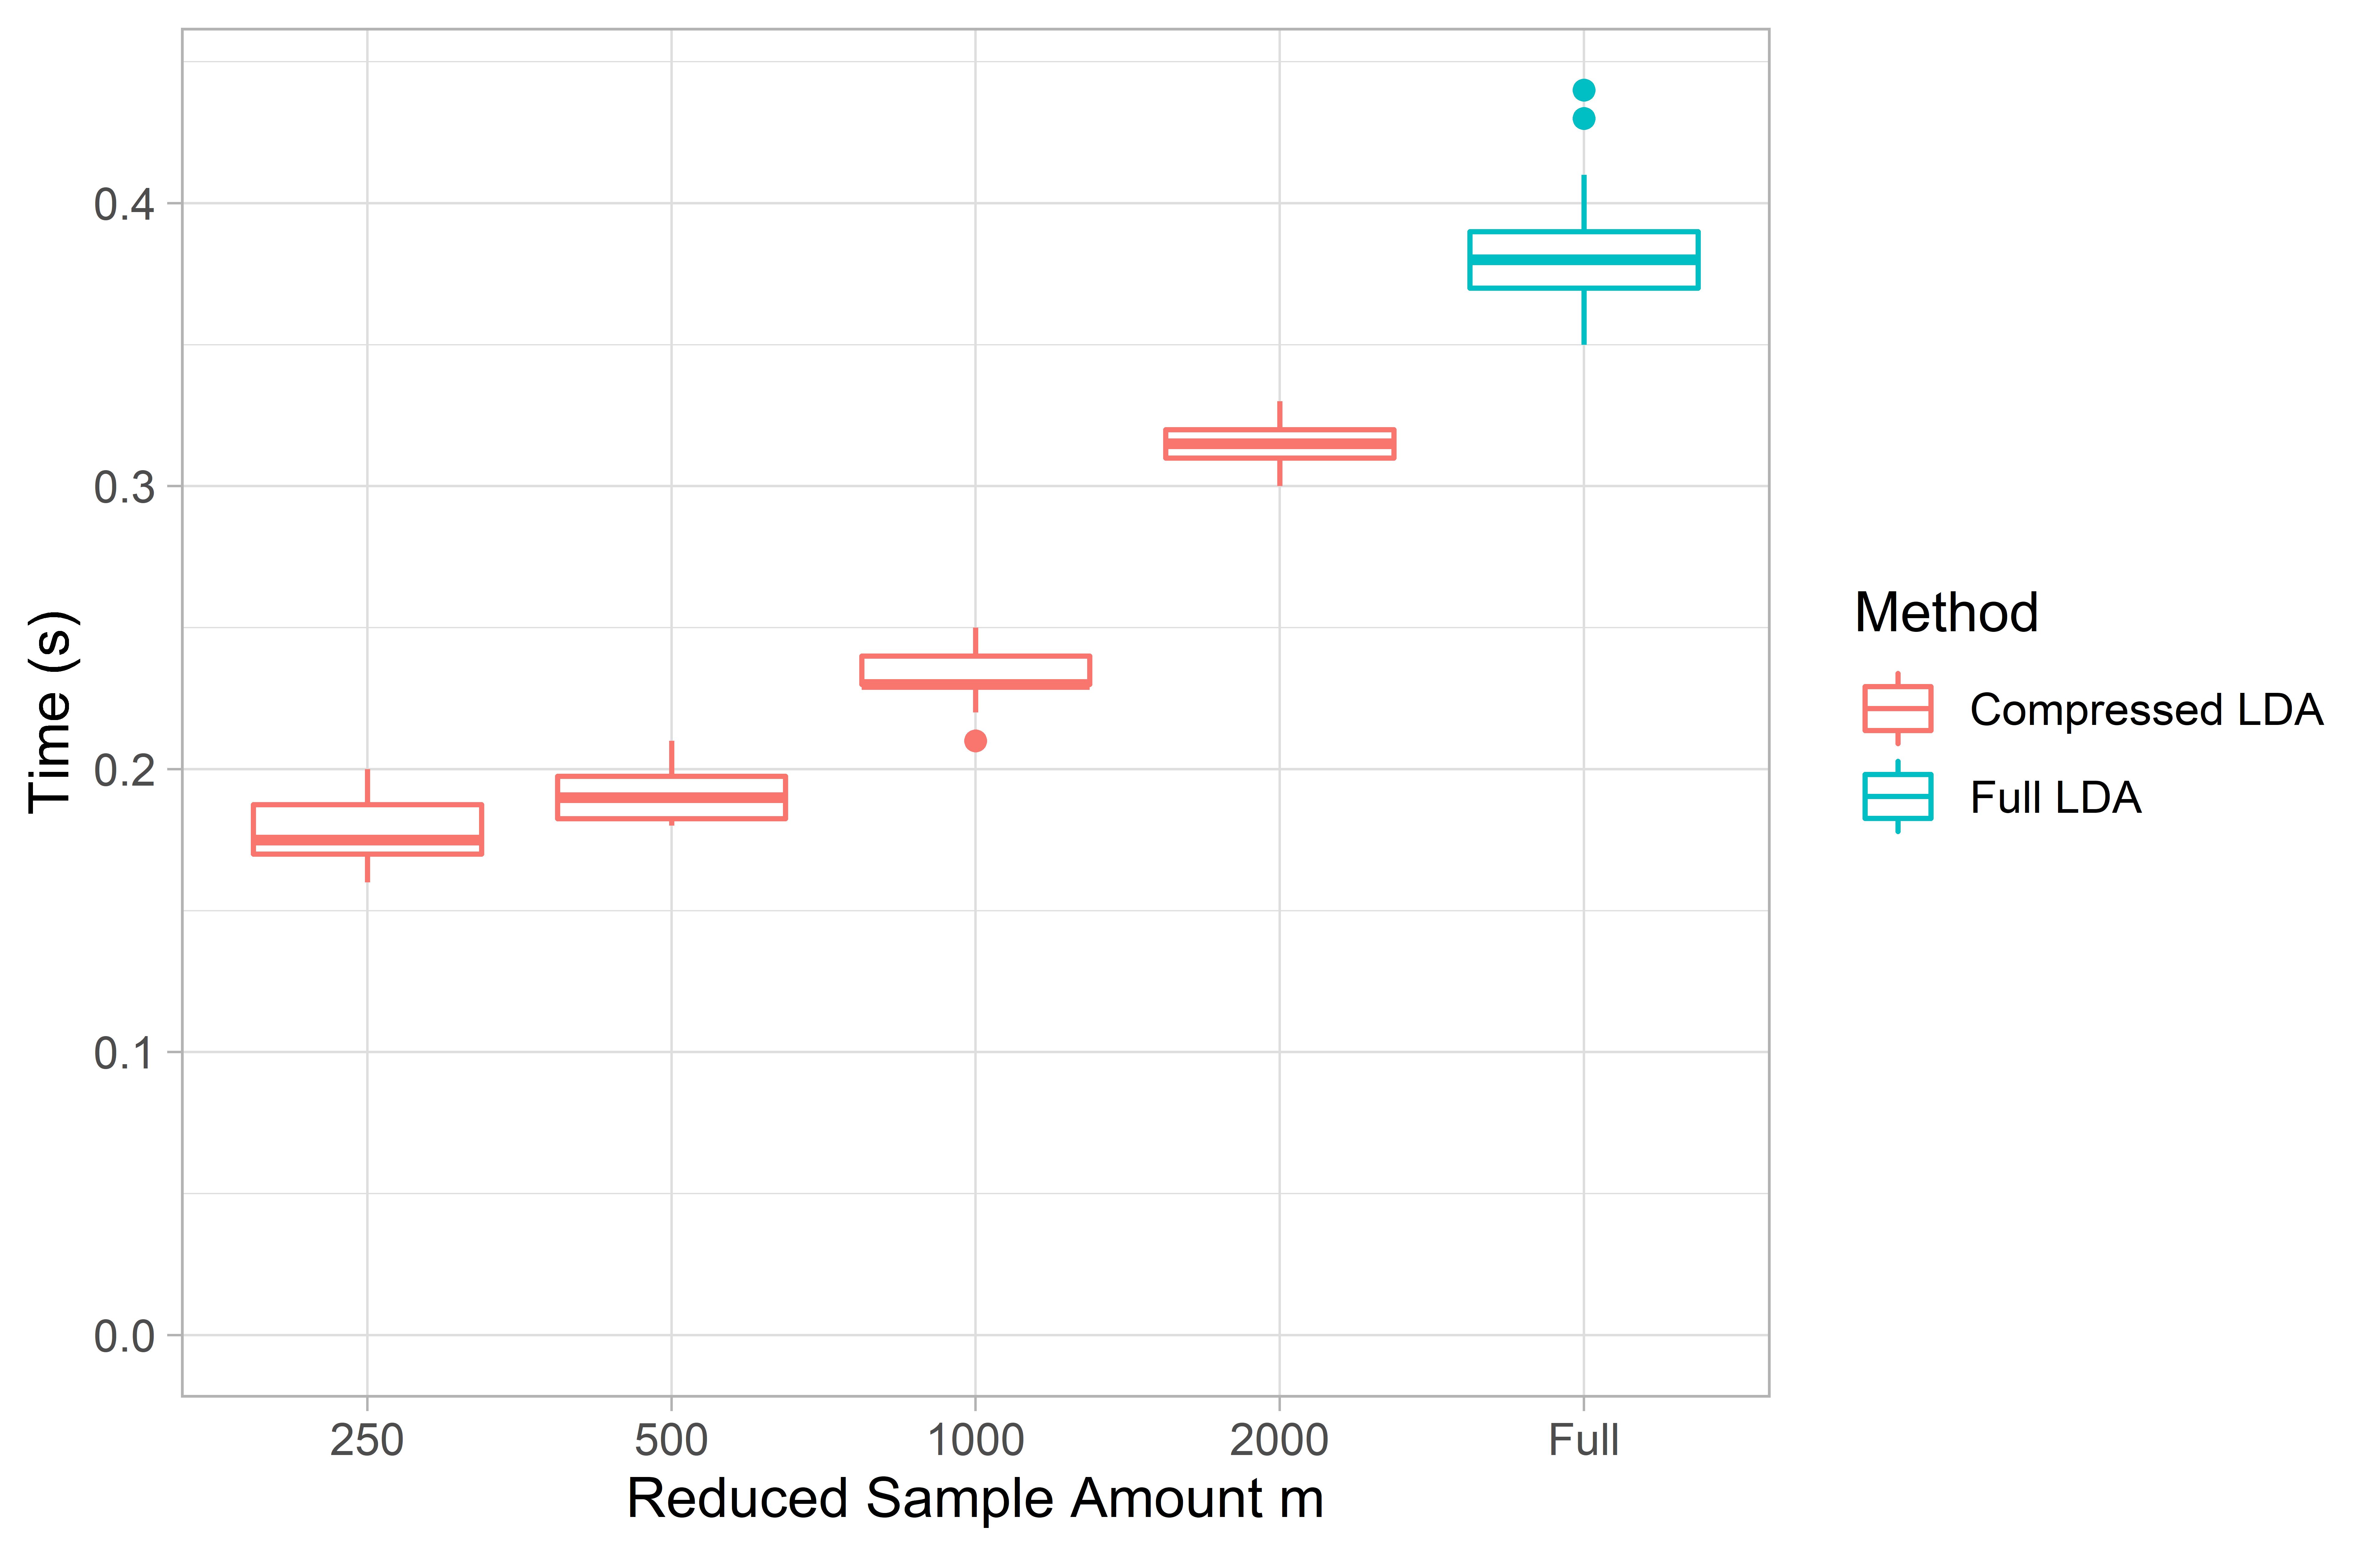 0.4
0.3
0.2
0.1
0.0
Time (s)
250 500 1000 2000 Full
Reduced Sample Amount m
Method
Compressed LDA
Full LDA